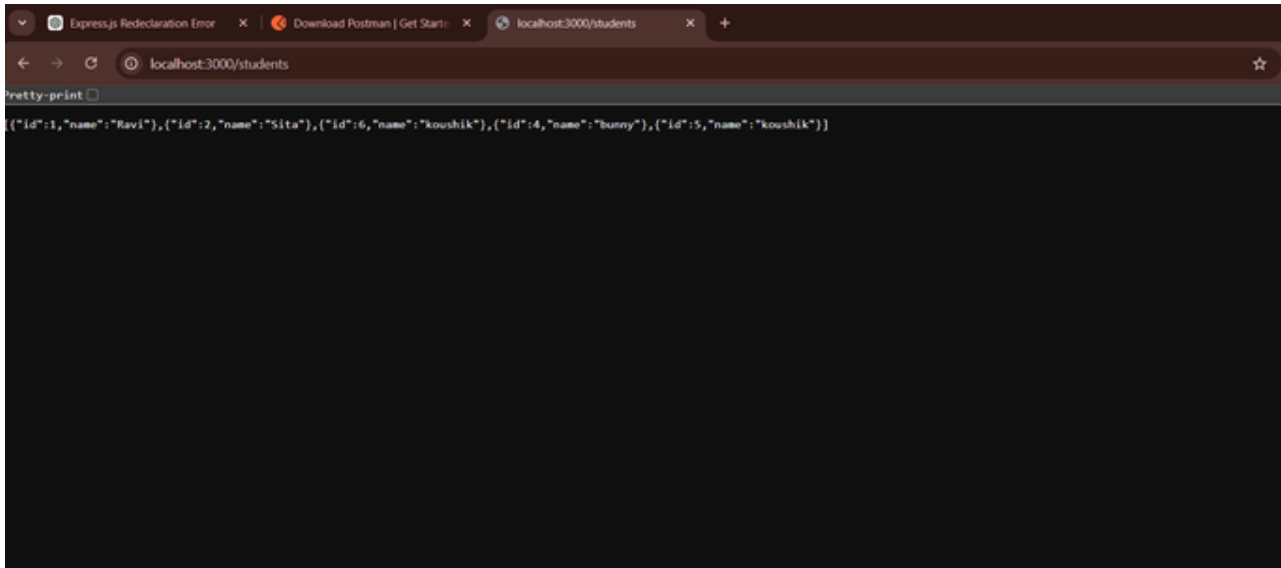 Express.js Redeclaration Error
Download Postman | Get Starte
localhost:3000/students
localhost:3000/students
Pretty-print
[{"id":1,"name":"Ravi"},{"id":2,"name":"Sita"},{"id":6,"name":"koushik"},{"id":4,"name":"bunny"},{"id":5,"name":"koushik"}]